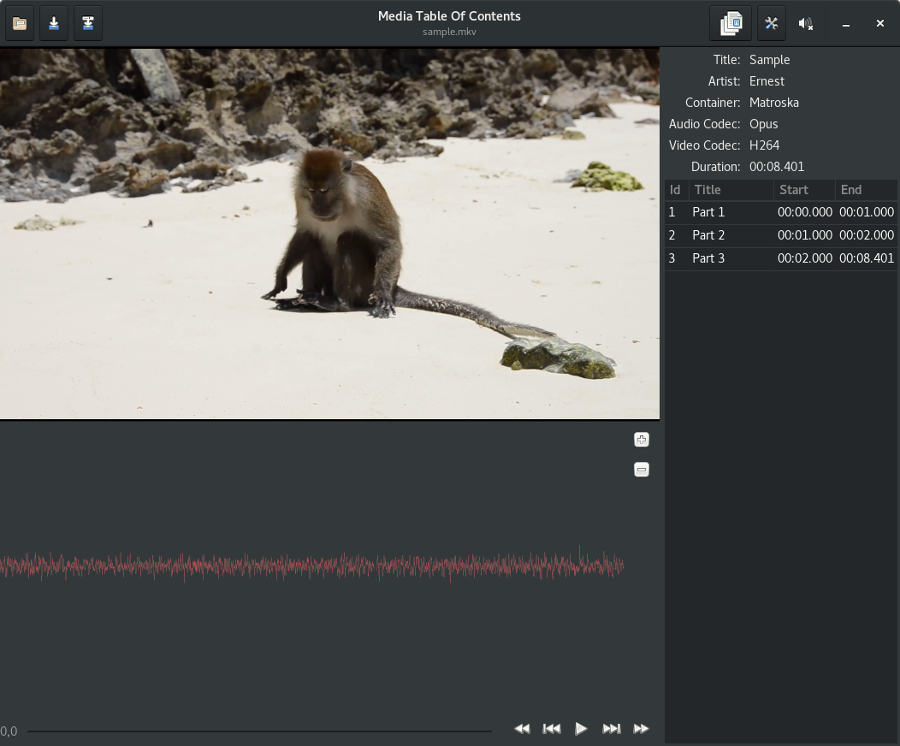 Media Table Of Contents
sample.mkv
Title: Sample
Artist: Ernest
Container: Matroska
Audio Codec: Opus
Video Codec: H264
Duration: 00:08.401
Id Title Start End
1 Part 1 00:00.000 00:01.000
2 Part 2 00:01.000 00:02.000
3 Part 3 00:02.000 00:08.401
0,0